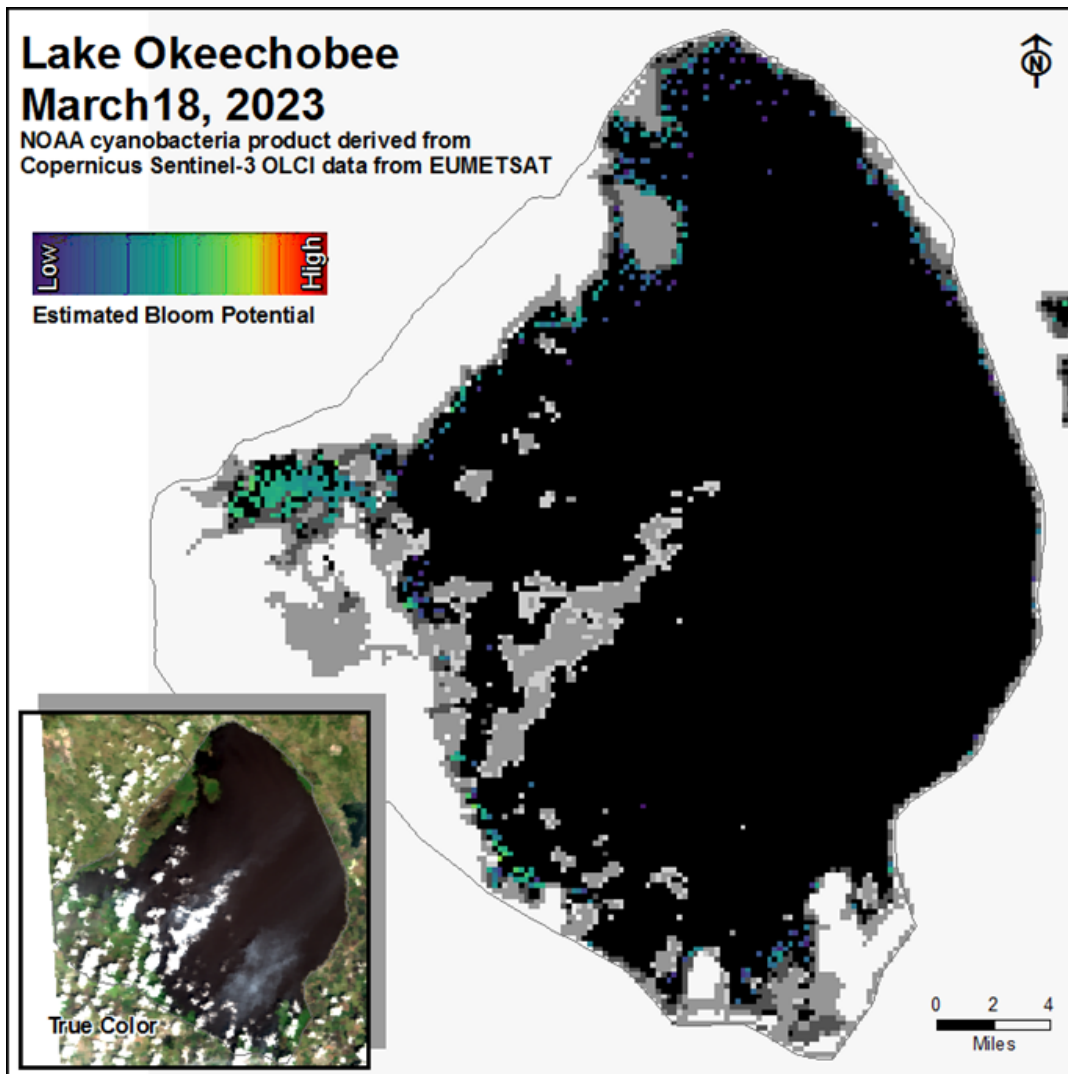 Lake Okeechobee
March18, 2023
NOAA cyanobacteria product derived from
Copernicus Sentinel-3 OLCI data from EUMETSAT
N
Low
High
Estimated Bloom Potential
True Color
0 2 4
Miles